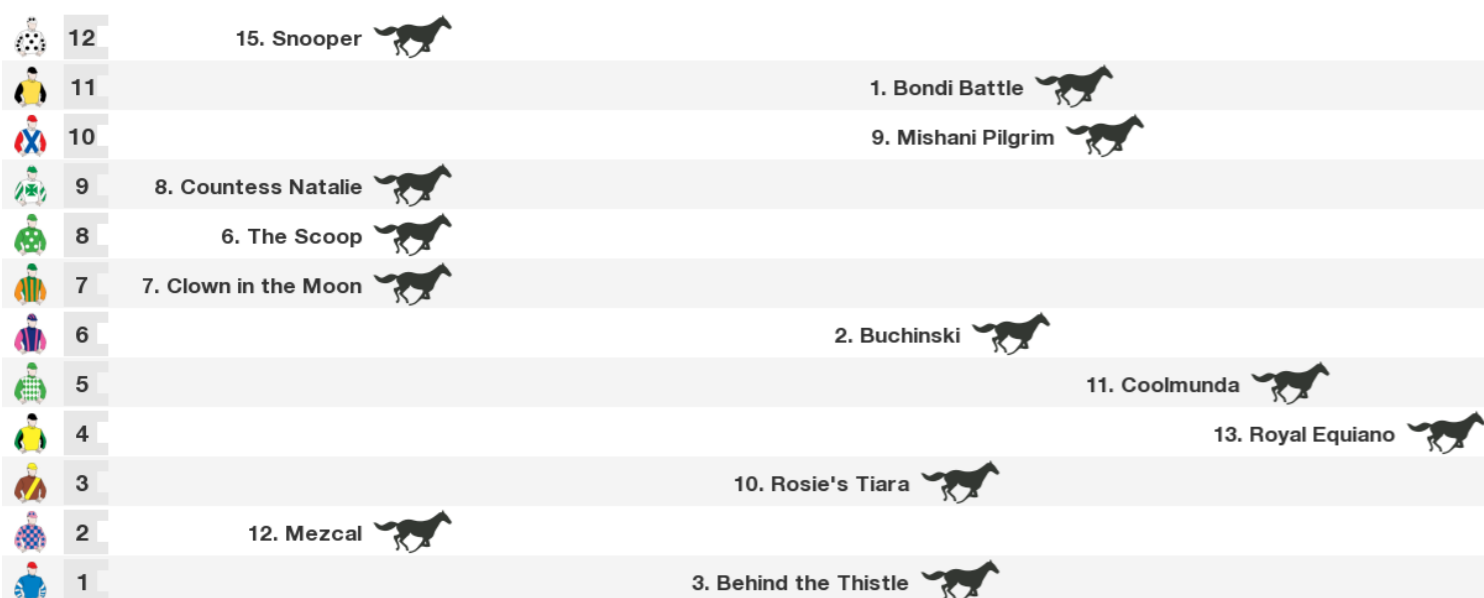 12 15. Snooper
11 1. Bondi Battle
10 9. Mishani Pilgrim
9 8. Countess Natalie
8 6. The Scoop
7 7. Clown in the Moon
6 2. Buchinski
5 11. Coolmunda
4 13. Royal Equiano
3 10. Rosie's Tiara
2 12. Mezcal
1 3. Behind the Thistle